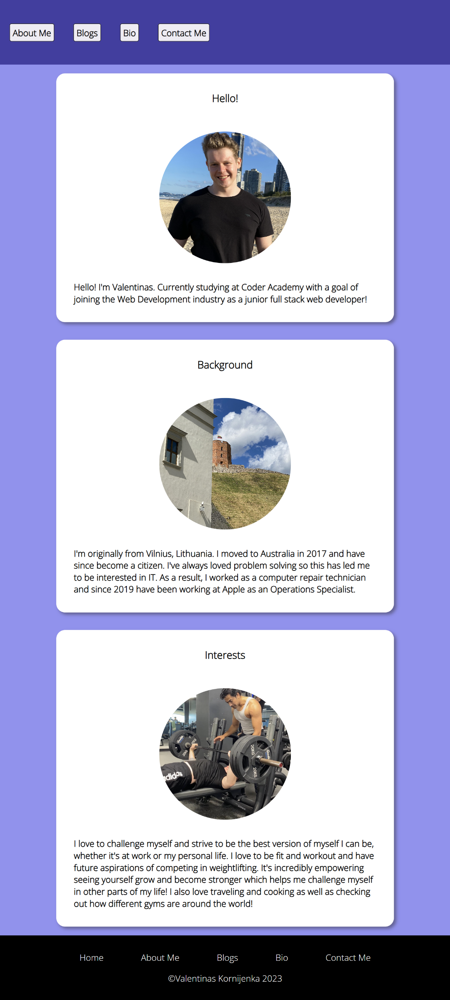 About Me
Blogs
Bio
Contact Me
Hello!
Hello! I'm Valentinas. Currently studying at Coder Academy with a goal of
joining the Web Development industry as a junior full stack web developer!
Background
I'm originally from Vilnius, Lithuania. I moved to Australia in 2017 and have
since become a citizen. I've always loved problem solving so this has led me
to be interested in IT. As a result, I worked as a computer repair technician
and since 2019 have been working at Apple as an Operations Specialist.
Interests
20KG
20KG
20KG
20KG
adidas
MATRIX
I love to challenge myself and strive to be the best version of myself I can be,
whether it's at work or my personal life. I love to be fit and workout and have
future aspirations of competing in weightlifting. It's incredibly empowering
seeing yourself grow and become stronger which helps me challenge myself
in other parts of my life! I also love traveling and cooking as well as checking
out how different gyms are around the world!
Home
About Me
Blogs
Bio
Contact Me
©Valentinas Kornijenka 2023